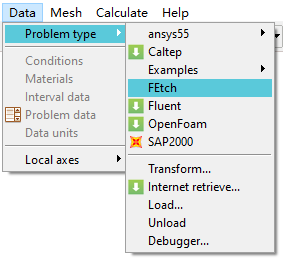 Data Mesh Calculate Help
Problem type
Conditions
Materials
Interval data
Problem data
Data units
Local axes
ansys55
Caltep
Examples
FEtch
Fluent
OpenFoam
SAP2000
Transform...
Internet retrieve...
Load...
Unload
Debugger...